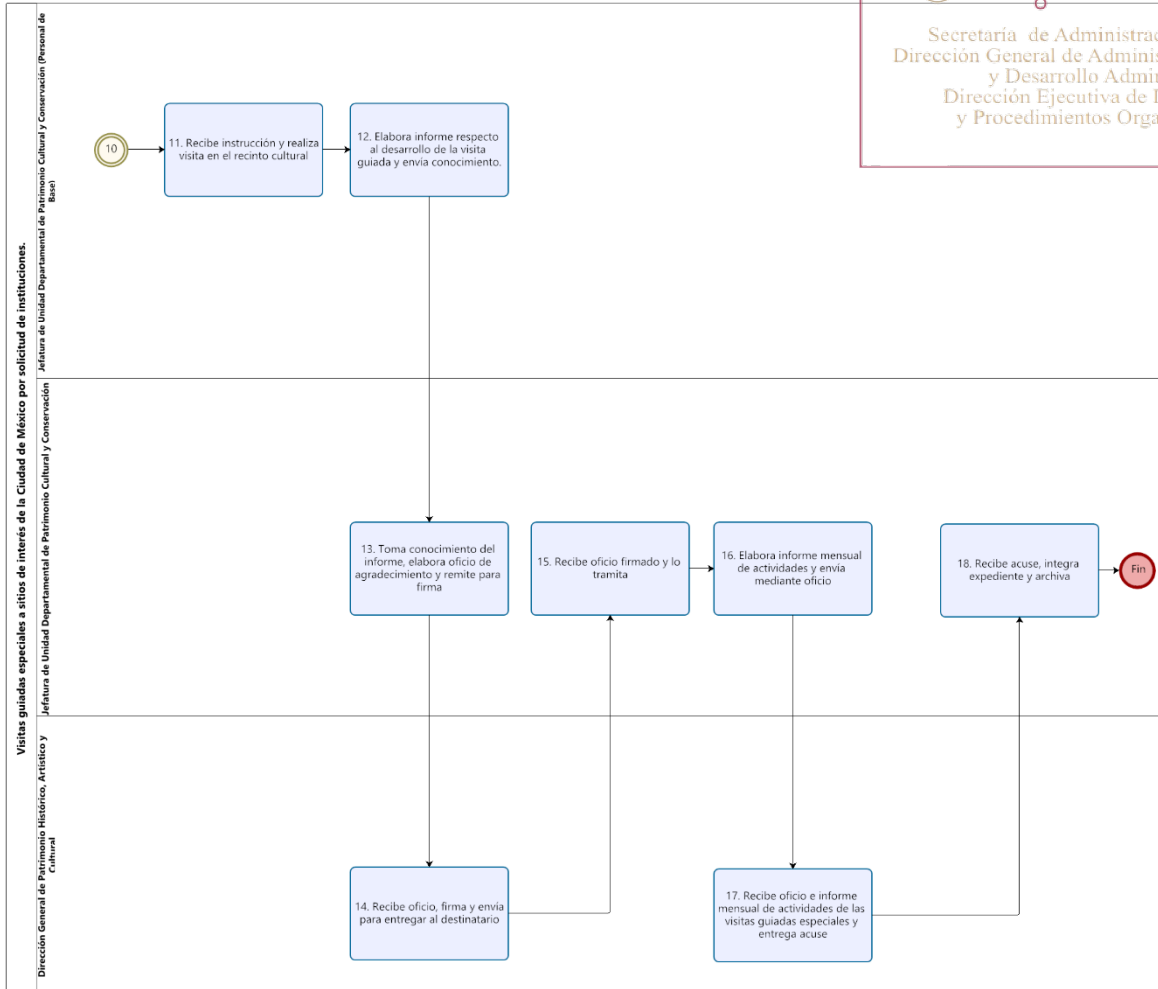 Secretaría de Administrac
Dirección General de Adminis
y Desarrollo Admin
Dirección Ejecutiva de
y Procedimientos Orga
Visitas guiadas especiales a sitios de interés de la Ciudad de México por solicitud de instituciones.
Jefatura de Unidad Departamental de Patrimonio Cultural y Conservación (Personal de
Base)
10
11. Recibe instrucción y realiza
visita en el recinto cultural
12. Elabora informe respecto
al desarrollo de la visita
guiada y envía conocimiento.
Jefatura de Unidad Departamental de Patrimonio Cultural y Conservación
13. Toma conocimiento del
informe, elabora oficio de
agradecimiento y remite para
firma
15. Recibe oficio firmado y lo
tramita
16. Elabora informe mensual
de actividades y envía
mediante oficio
18. Recibe acuse, integra
expediente y archiva
Fin
Dirección General de Patrimonio Histórico, Artístico y
Cultural
14. Recibe oficio, firma y envía
para entregar al destinatario
17. Recibe oficio e informe
mensual de actividades de las
visitas guiadas especiales y
entrega acuse